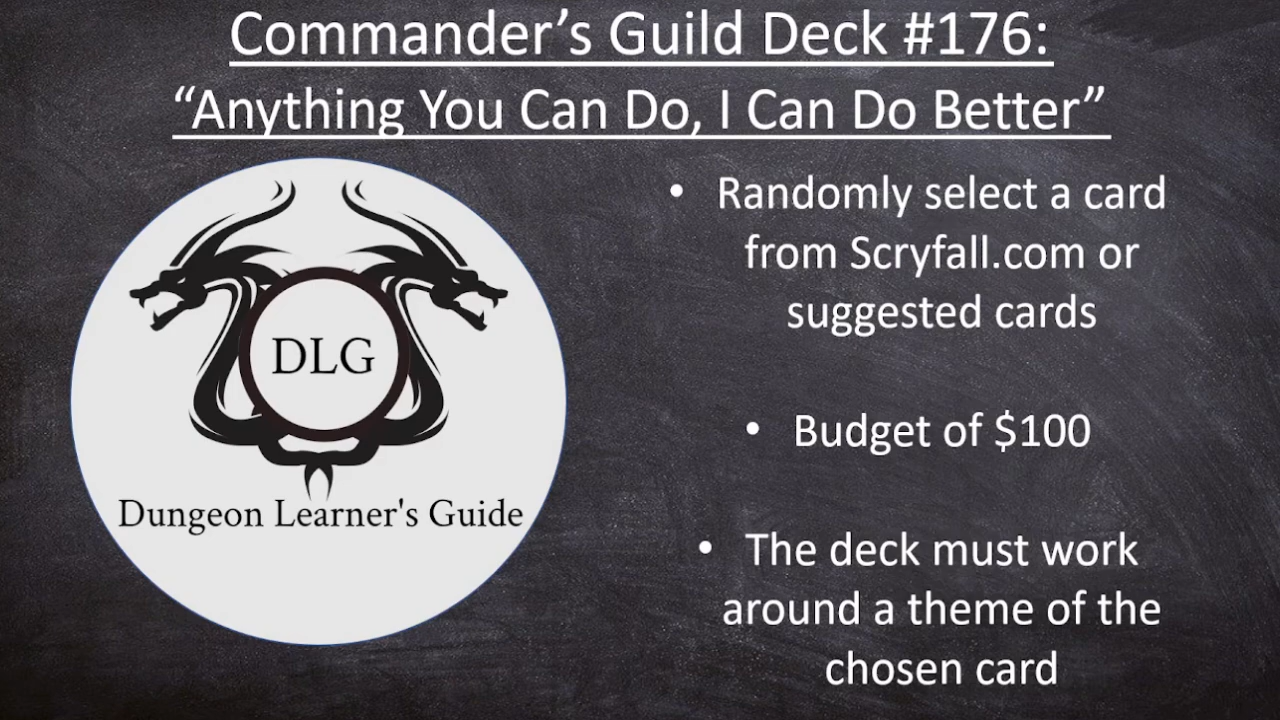 Commander’s Guild Deck #176:
“Anything You Can Do, I Can Do Better”
DLG
Dungeon Learner's Guide
• Randomly select a card
from Scryfall.com or
suggested cards
• Budget of $100
• The deck must work
around a theme of the
chosen card